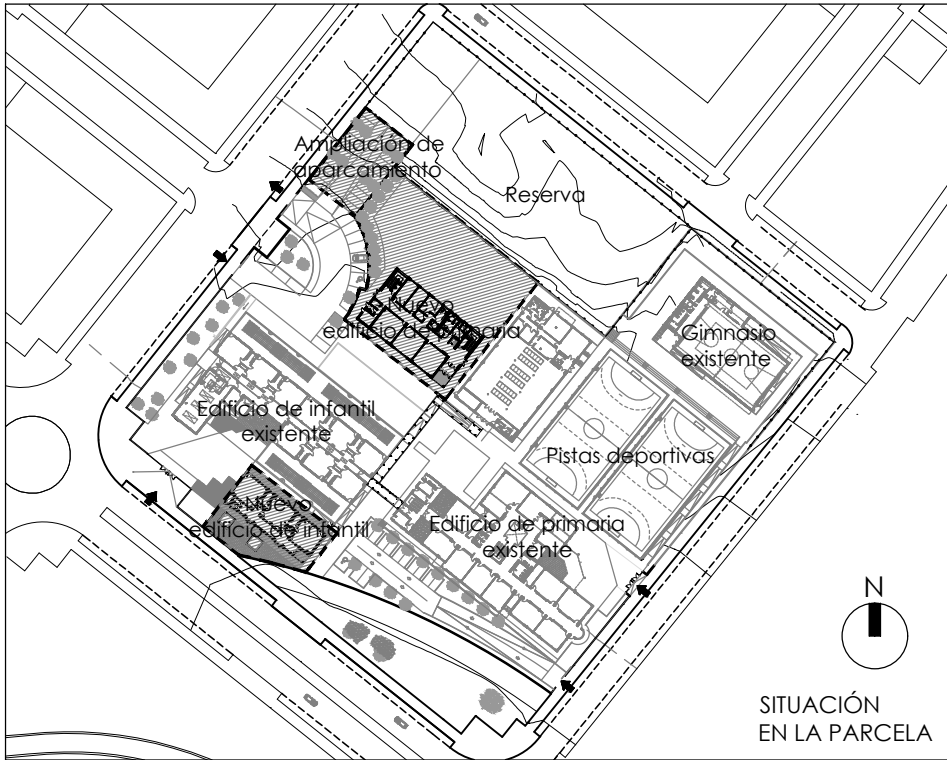 Ampliación de
aparcamiento
Reserva
edificio de primaria
Gimnasio
existente
Edificio de infantil
existente
Pistas deportivas
Nuevo
edificio de infantil
Edificio de primaria
existente
N
SITUACIÓN
EN LA PARCELA